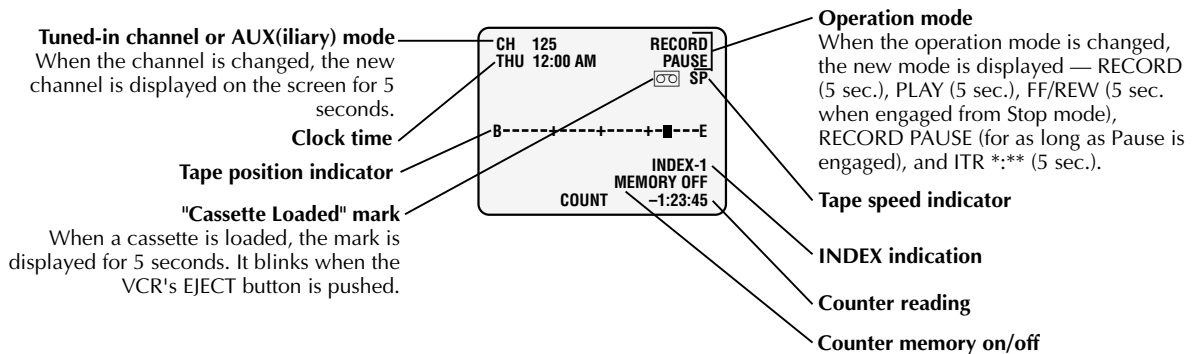 Tuned-in channel or AUX(iliary) mode
When the channel is changed, the new
channel is displayed on the screen for 5
seconds.
Clock time
Tape position indicator
"Cassette Loaded" mark
When a cassette is loaded, the mark is
displayed for 5 seconds. It blinks when the
VCR's EJECT button is pushed.
CH 125 RECORD
THU 12:00 AM PAUSE
SP
B------+-----+-----+-■---E
INDEX-1
MEMORY OFF
COUNT –1:23:45
Operation mode
When the operation mode is changed,
the new mode is displayed — RECORD
(5 sec.), PLAY (5 sec.), FF/REW (5 sec.
when engaged from Stop mode),
RECORD PAUSE (for as long as Pause is
engaged), and ITR *:** (5 sec.).
Tape speed indicator
INDEX indication
Counter reading
Counter memory on/off